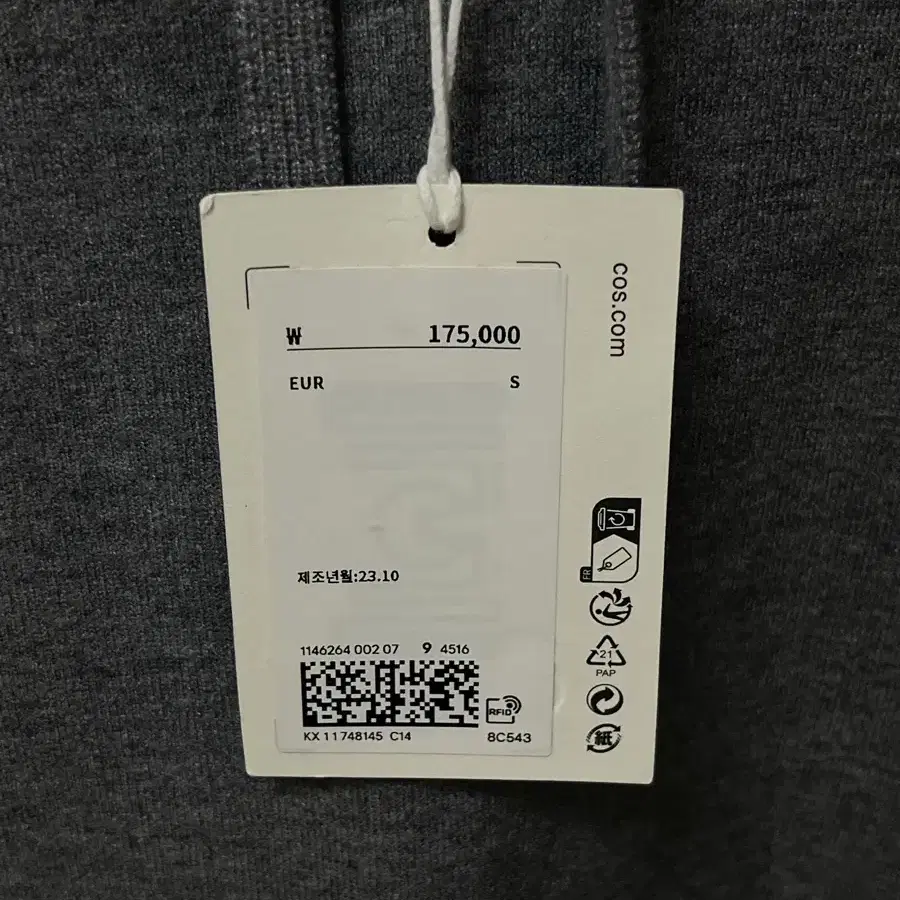 ₩ 175,000
EUR S
제조년월:23.10
1146264 002 07 9 4516
RFID
KX 11748145 C14 8C543
cos.com
FR
21
PAP
紙